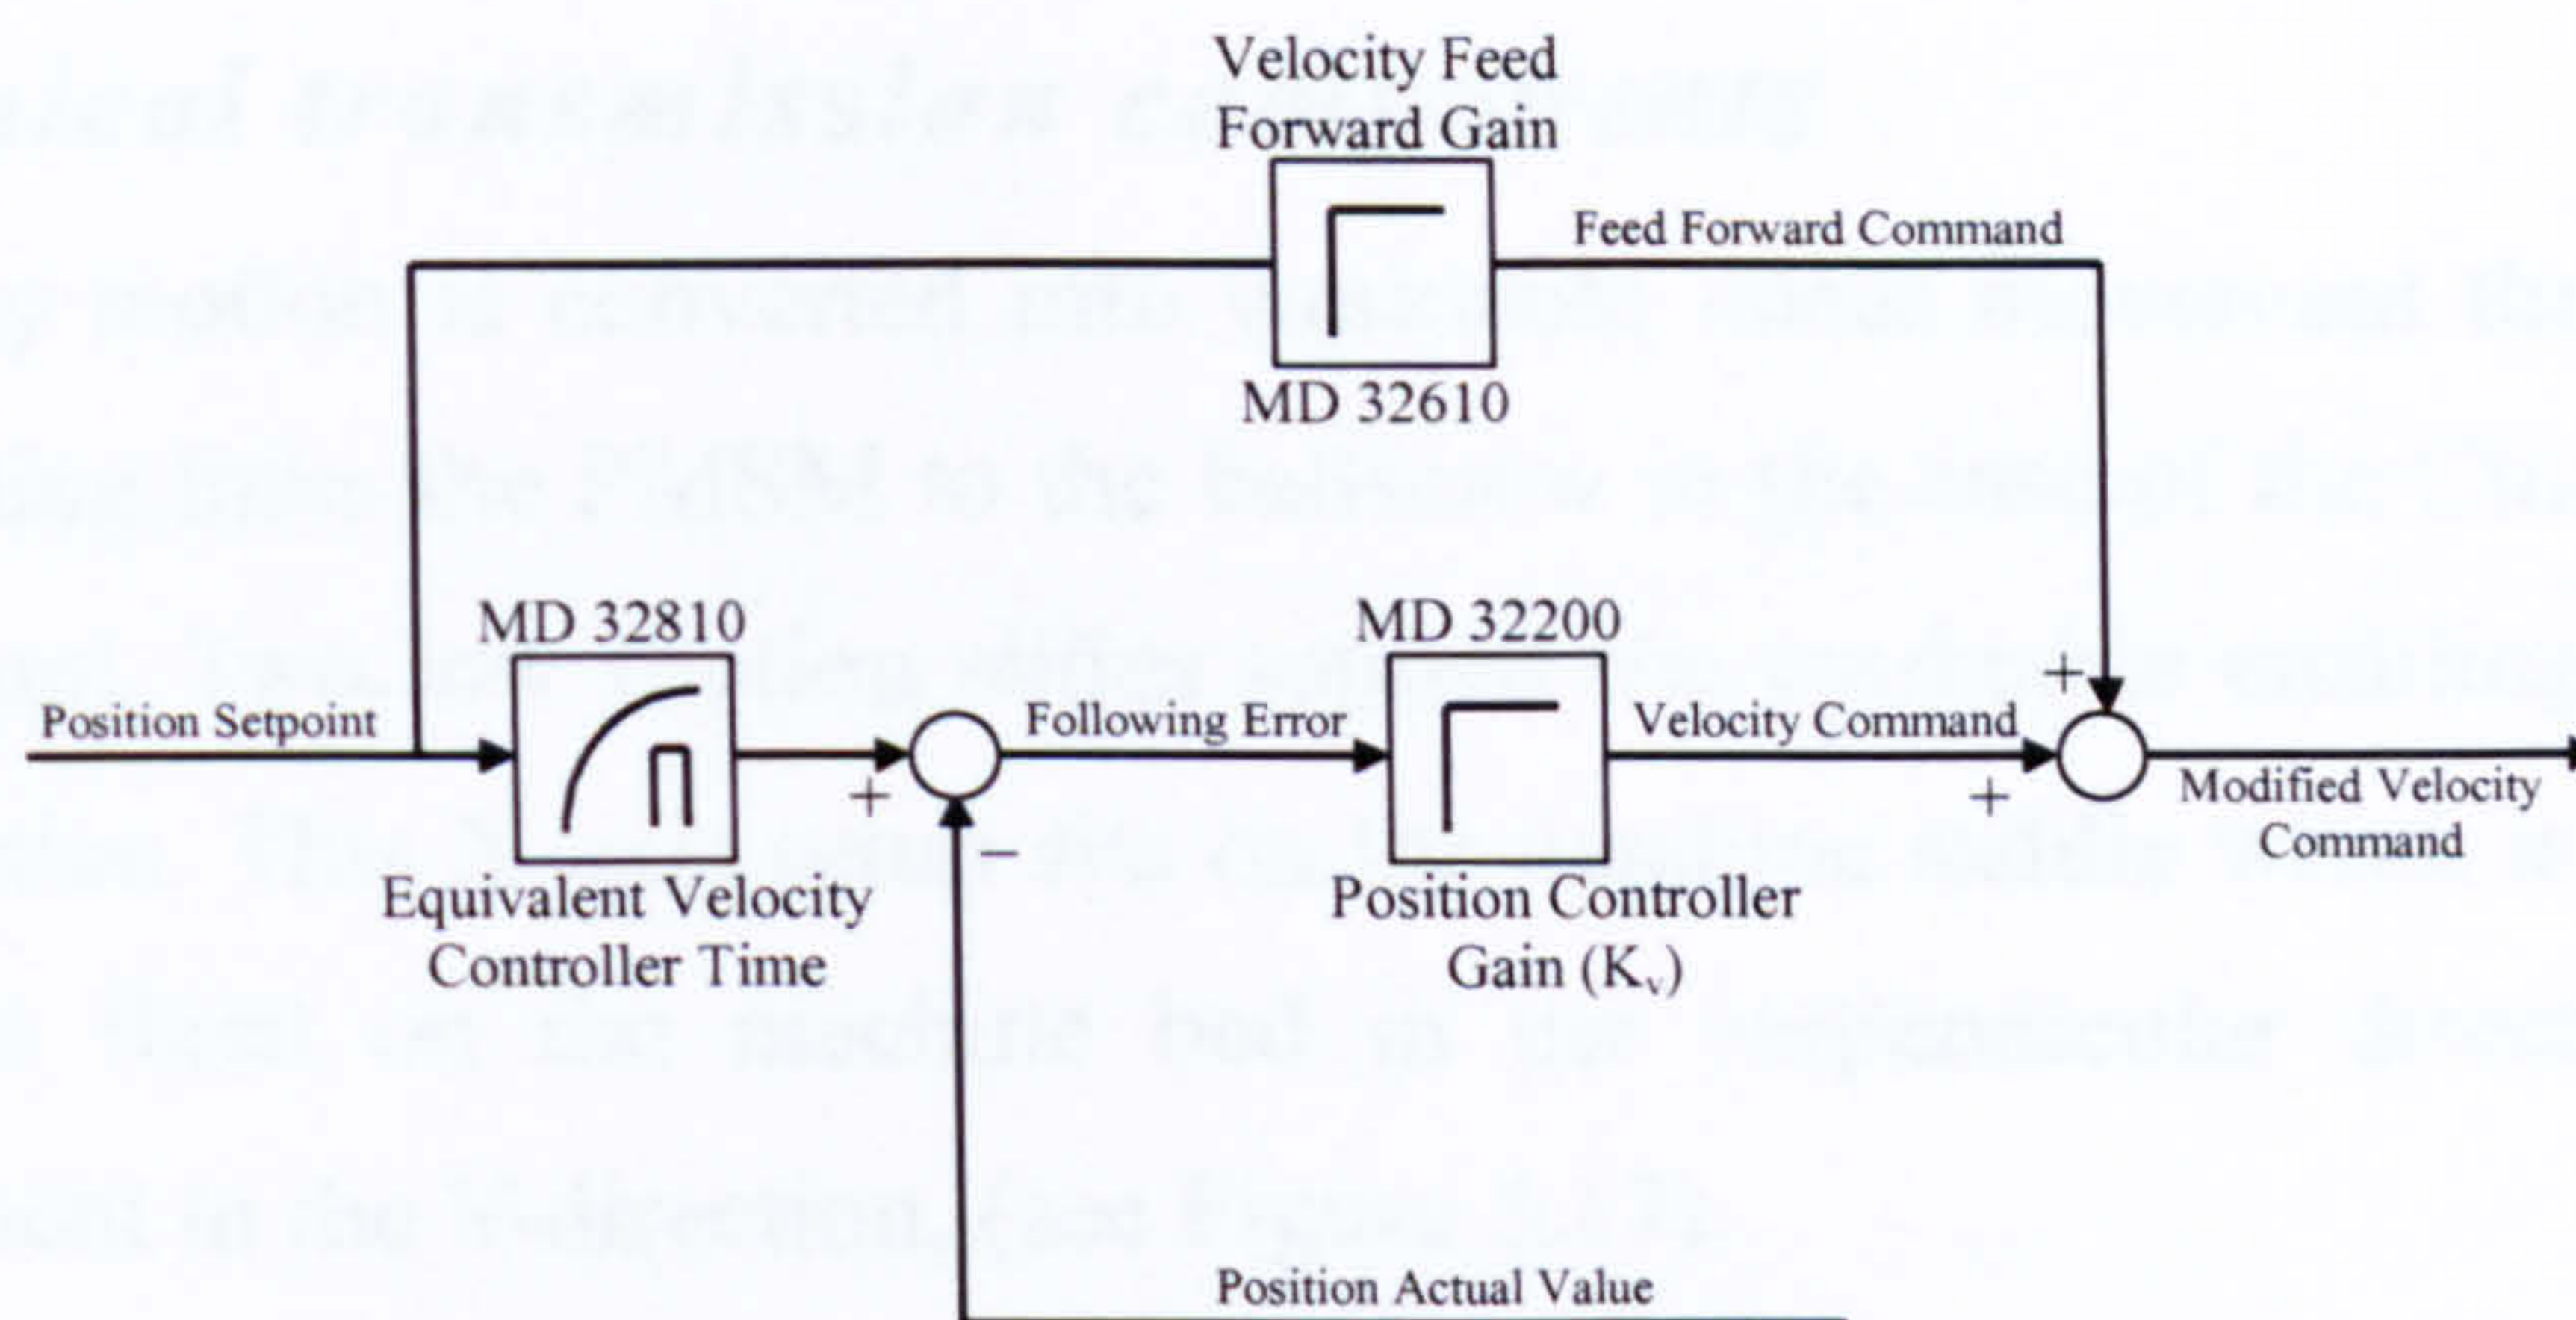 Velocity Feed
Forward Gain
Feed Forward Command
MD 32610
MD 32810
MD 32200
+
Position Setpoint
Following Error
Velocity Command
+
+
Modified Velocity
Command
−
Equivalent Velocity
Controller Time
Position Controller
Gain (Kv)
Position Actual Value